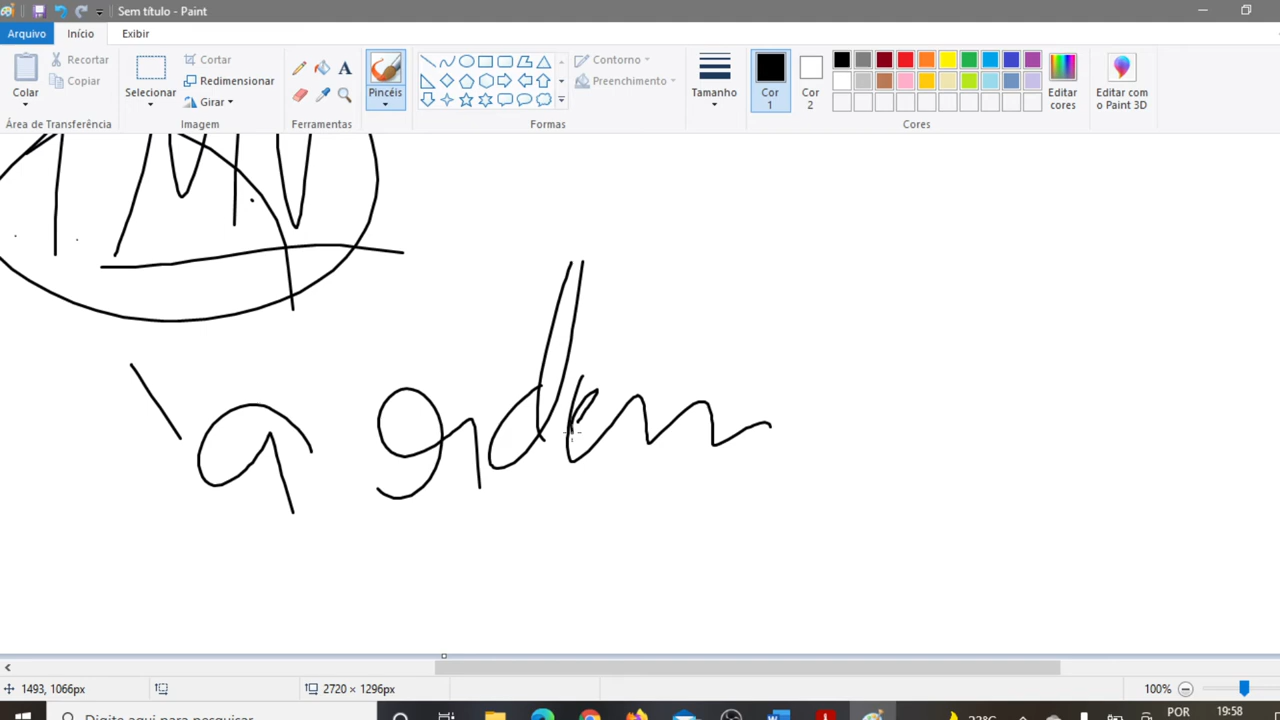 Sem título - Paint
Arquivo Início Exibir
Colar
Recortar
Copiar
Área de Transferência
Selecionar
Cortar
Redimensionar
Girar
Imagem
Ferramentas
Pincéis
Contorno
Preenchimento
Formas
Tamanho
Cor
1
Cor
2
Editar
cores
Cores
Editar com
o Paint 3D
à ordem
1493, 1066px
2720 × 1296px
100%
Digite aqui para pesquisar
POR
19:58